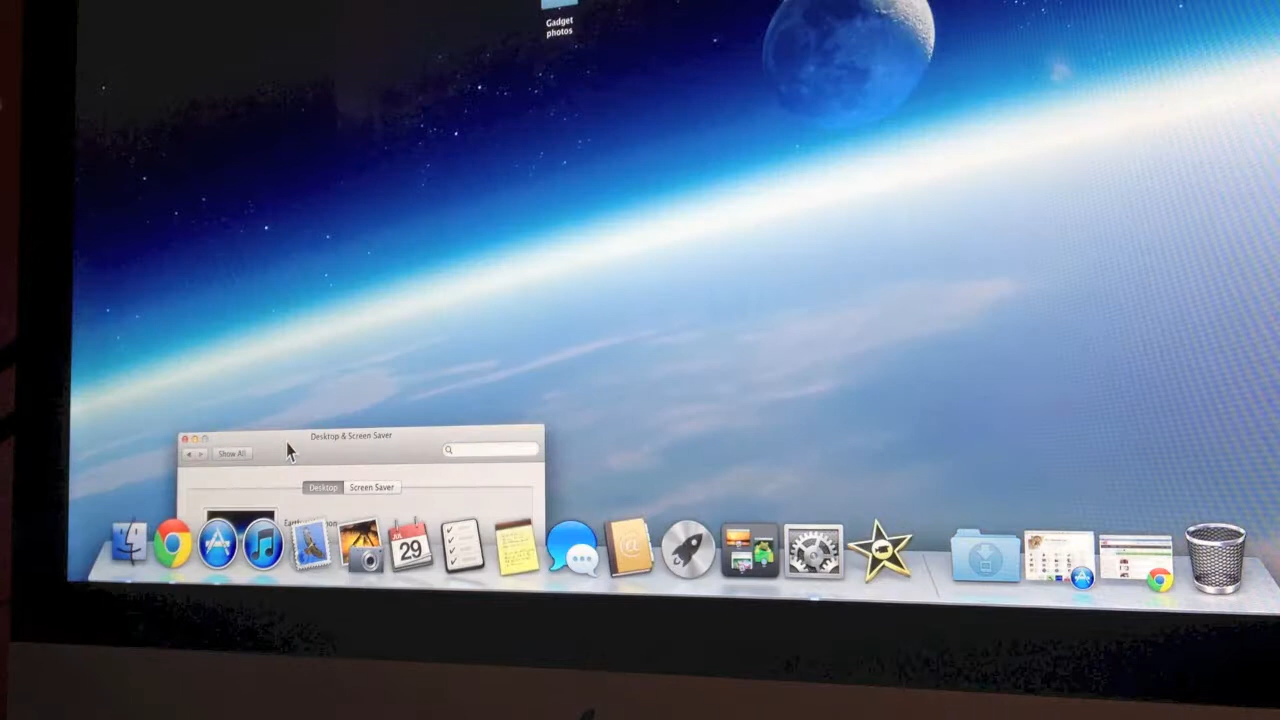 Gadget
photos
Desktop & Screen Saver
Show All
Desktop
Screen Saver
JUL
29
@